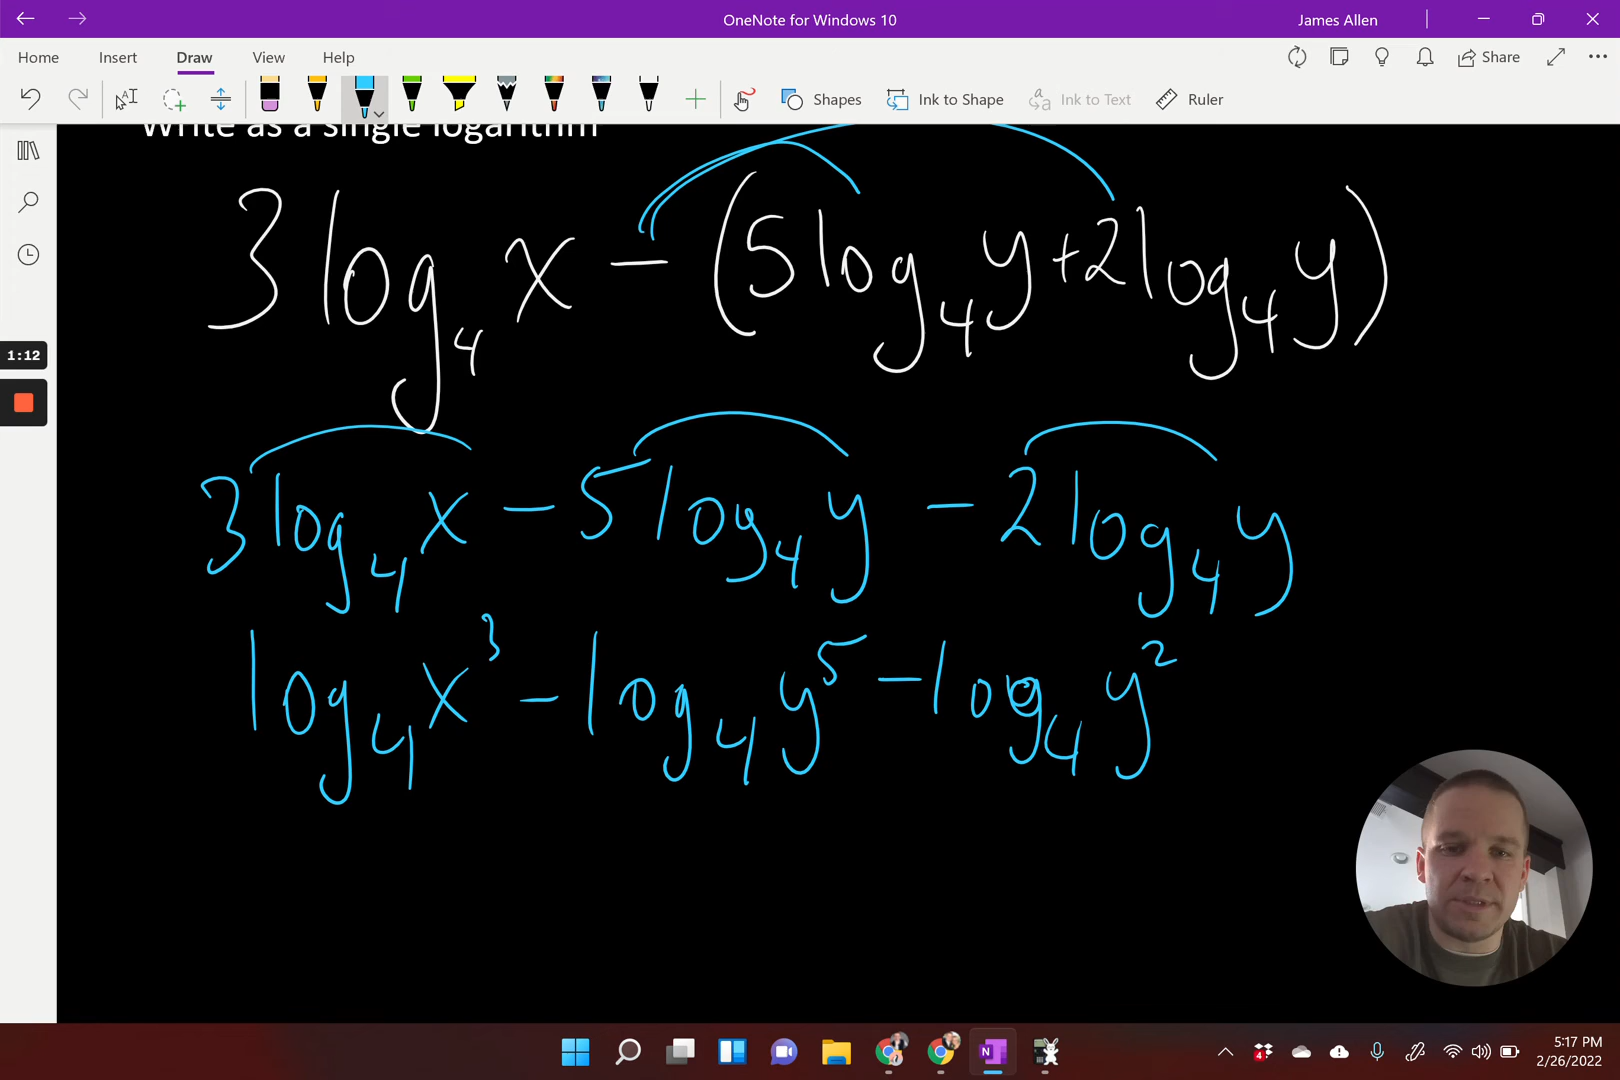 OneNote for Windows 10 James Allen
Home Insert Draw View Help Share
Shapes Ink to Shape Ink to Text Ruler
Write as a single logarithm
3 log₄ x − (5 log₄ y + 2 log₄ y)
1:12
3 log₄ x − 5 log₄ y − 2 log₄ y
log₄ x³ − log₄ y⁵ − log₄ y²
5:17 PM
2/26/2022